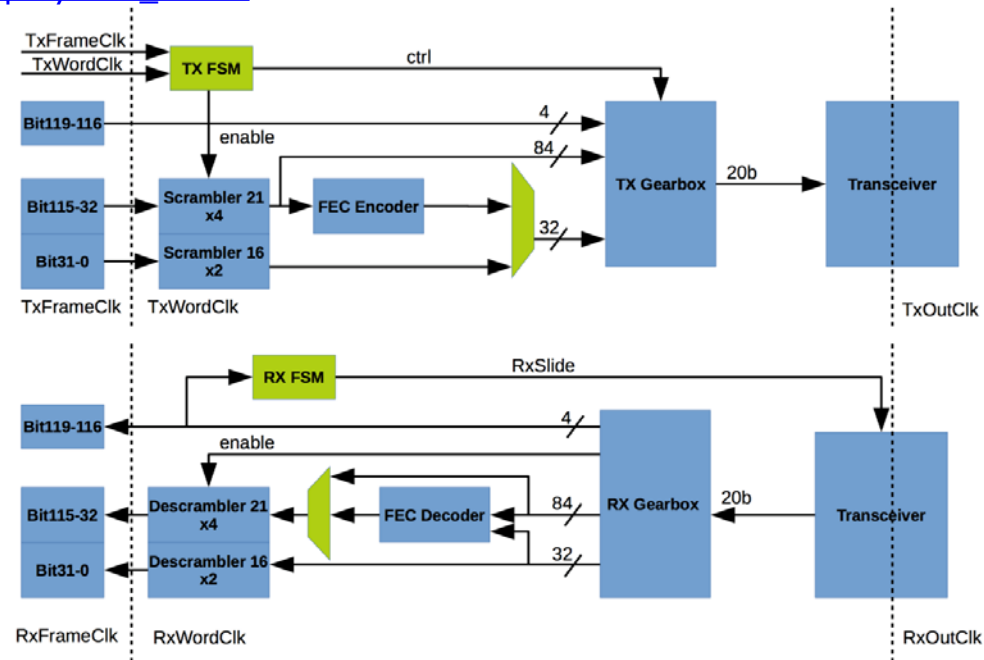 TxFrameClk
TxWordClk
TX FSM
ctrl
Bit119-116
enable
4
84
Bit115-32
Scrambler 21
x4
FEC Encoder
32
TX Gearbox
20b
Transceiver
Bit31-0
Scrambler 16
x2
TxFrameClk
TxWordClk
TxOutClk
RX FSM
RxSlide
Bit119-116
4
enable
Bit115-32
Descrambler 21
x4
FEC Decoder
84
RX Gearbox
20b
Transceiver
Bit31-0
Descrambler 16
x2
32
RxFrameClk
RxWordClk
RxOutClk